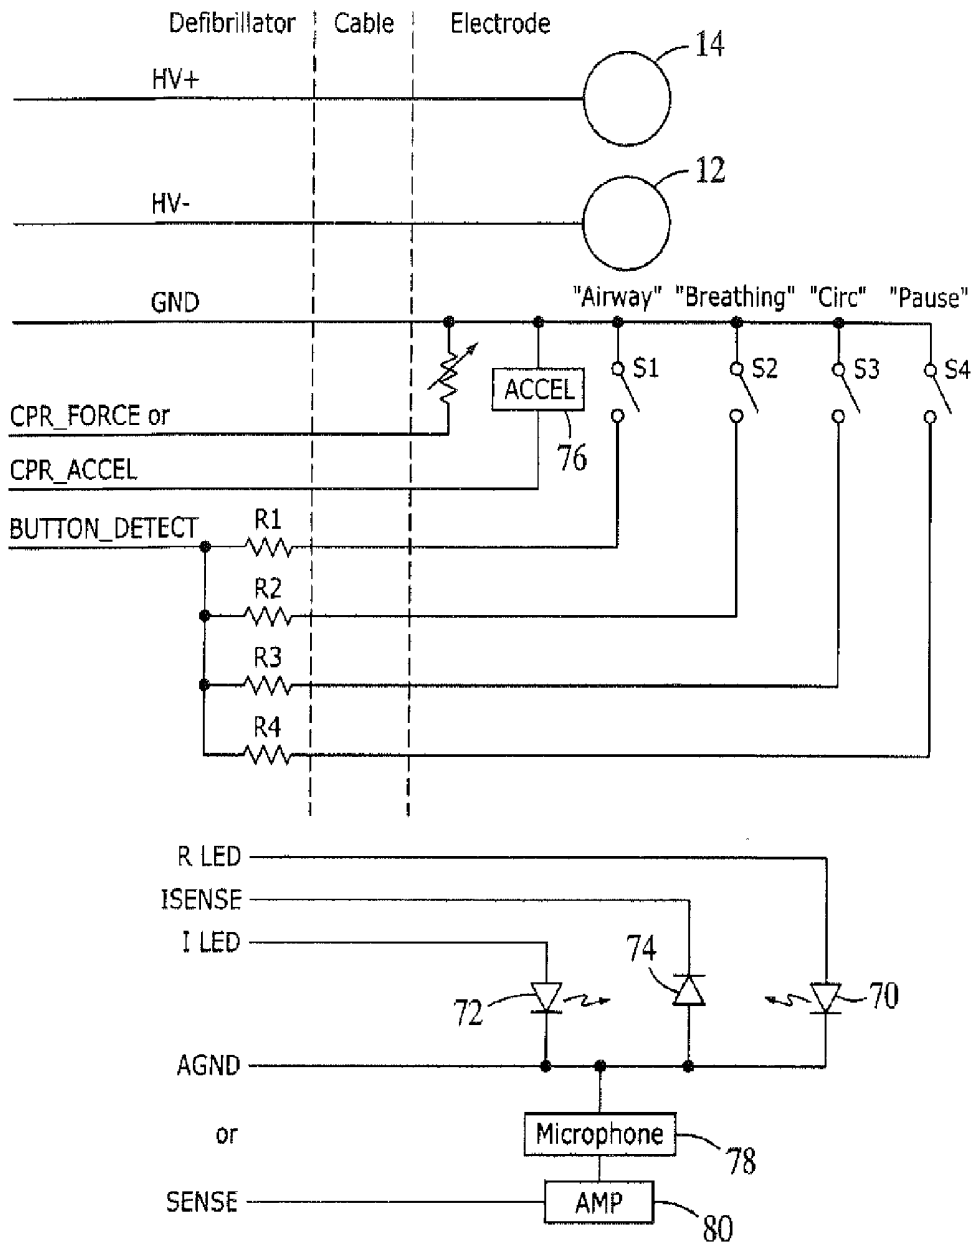 Defibrillator Cable Electrode
HV+
14
HV-
12
GND
"Airway" "Breathing" "Circ" "Pause"
S1 S2 S3 S4
ACCEL
76
CPR_FORCE or
CPR_ACCEL
BUTTON_DETECT
R1
R2
R3
R4
R LED
ISENSE
I LED
74
72
70
AGND
or
Microphone
78
SENSE
AMP
80